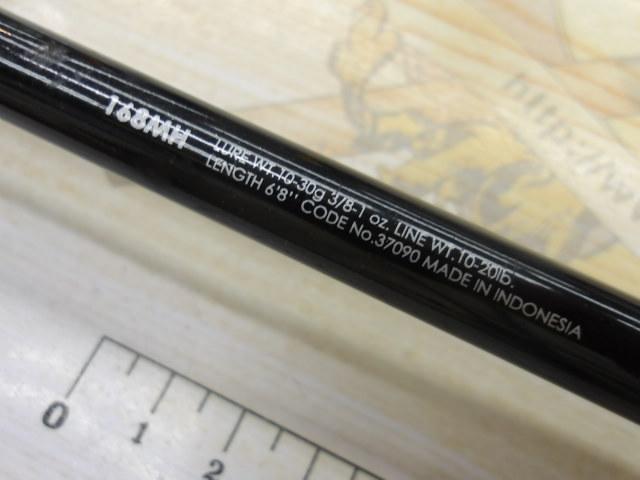 168MH
LURE WT.10-30g 3/8-1 oz. LINE WT.10-20lb.
LENGTH 6'8'' CODE No.37090 MADE IN INDONESIA
http://w
0 1 2